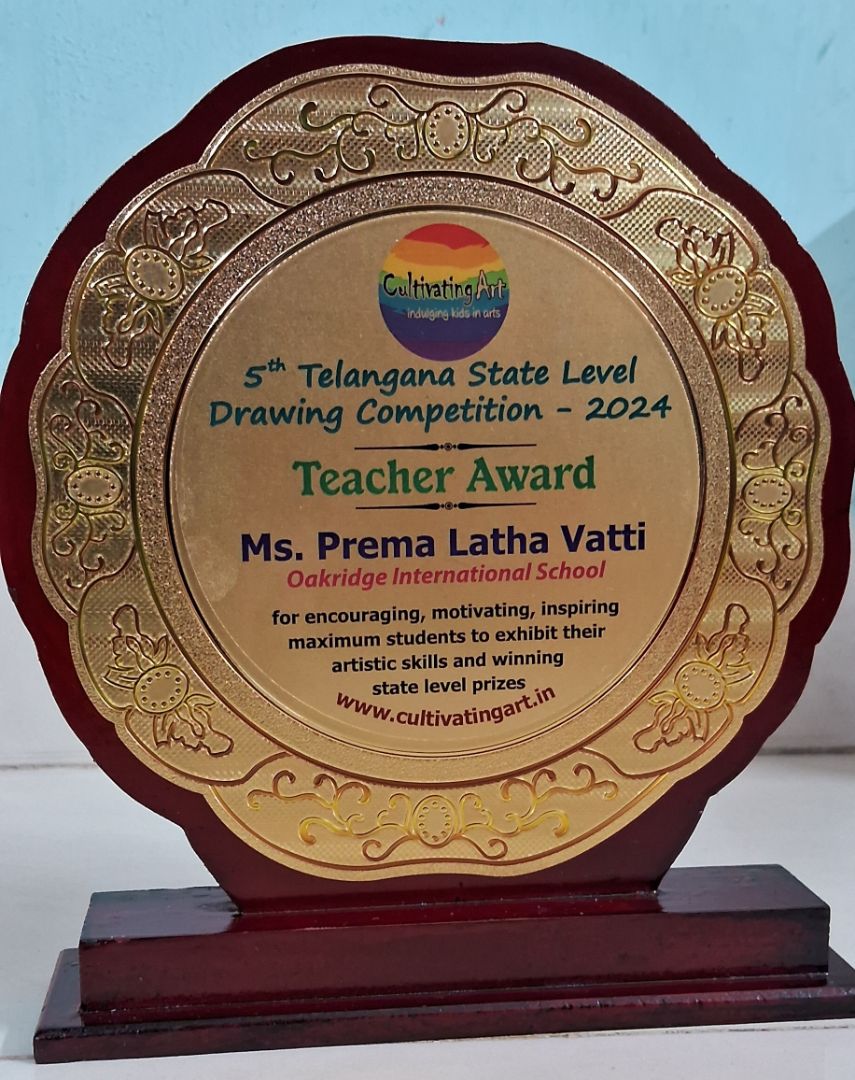 Cultivating Art
indulging kids in arts
5th Telangana State Level
Drawing Competition - 2024
Teacher Award
Ms. Prema Latha Vatti
Oakridge International School
for encouraging, motivating, inspiring
maximum students to exhibit their
artistic skills and winning
state level prizes
www.cultivatingart.in